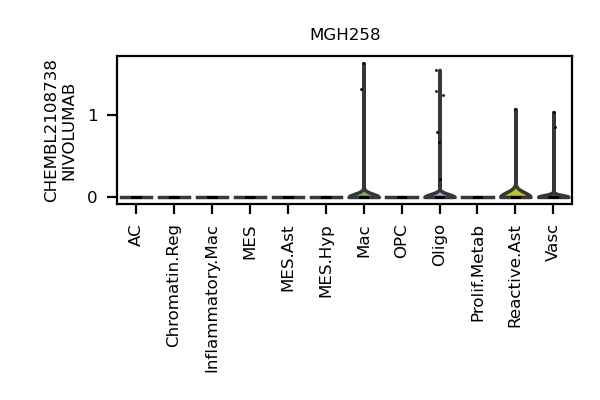 MGH258
CHEMBL2108738
NIVOLUMAB
1
0
AC
Chromatin.Reg
Inflammatory.Mac
MES
MES.Ast
MES.Hyp
Mac
OPC
Oligo
Prolif.Metab
Reactive.Ast
Vasc